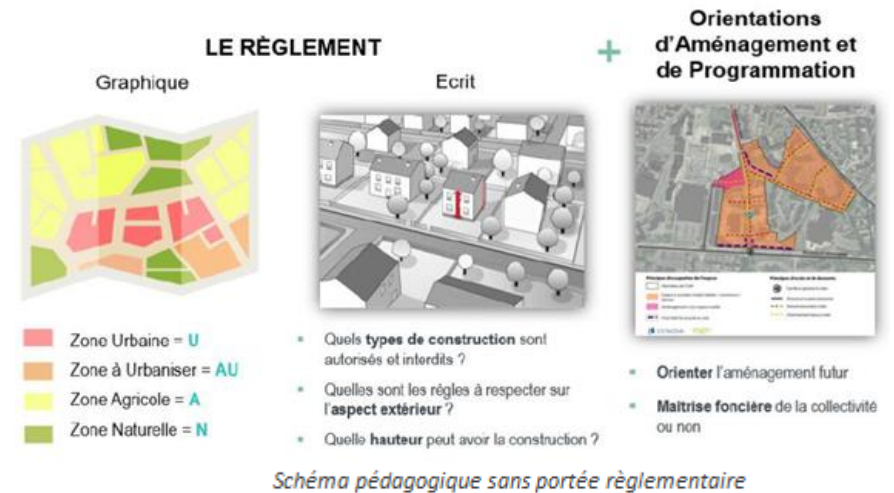 LE RÈGLEMENT
Graphique
Zone Urbaine = U
Zone à Urbaniser = AU
Zone Agricole = A
Zone Naturelle = N
Ecrit
Quels types de construction sont
autorisés et interdits ?
Quelles sont les règles à respecter sur
l'aspect extérieur ?
Quelle hauteur peut avoir la construction ?
+
Orientations
d'Aménagement et
de Programmation
Orienter l'aménagement futur
Maîtrise foncière de la collectivité
ou non
Schéma pédagogique sans portée règlementaire